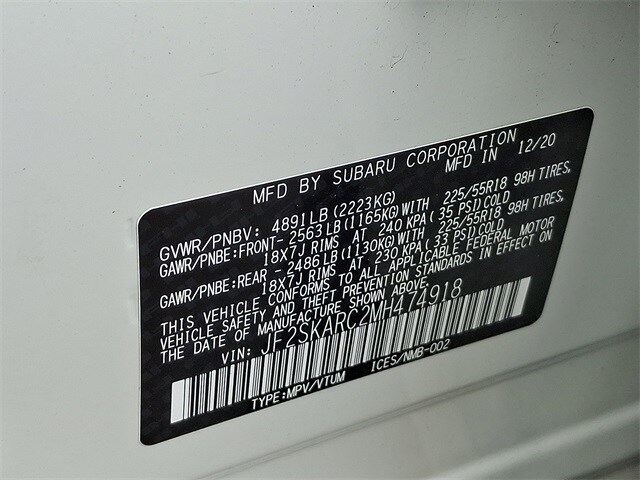 MFD BY SUBARU CORPORATION
MFD IN 12/20
GVWR/PNBV: 4891LB(2223KG)
GAWR/PNBE:FRONT-2563LB(1165KG)WITH 225/55R18 98H TIRES,
18X7J RIMS AT 240 KPA(35 PSI)COLD
GAWR/PNBE:REAR -2486LB(1130KG)WITH 225/55R18 98H TIRES,
18X7J RIMS AT 230 KPA(33 PSI)COLD
THIS VEHICLE CONFORMS TO ALL APPLICABLE FEDERAL MOTOR
VEHICLE SAFETY AND THEFT PREVENTION STANDARDS IN EFFECT ON
THE DATE OF MANUFACTURE SHOWN ABOVE.
VIN: JF2SKARC2MH474918
TYPE:MPV/VTUM ICES/NMB-002